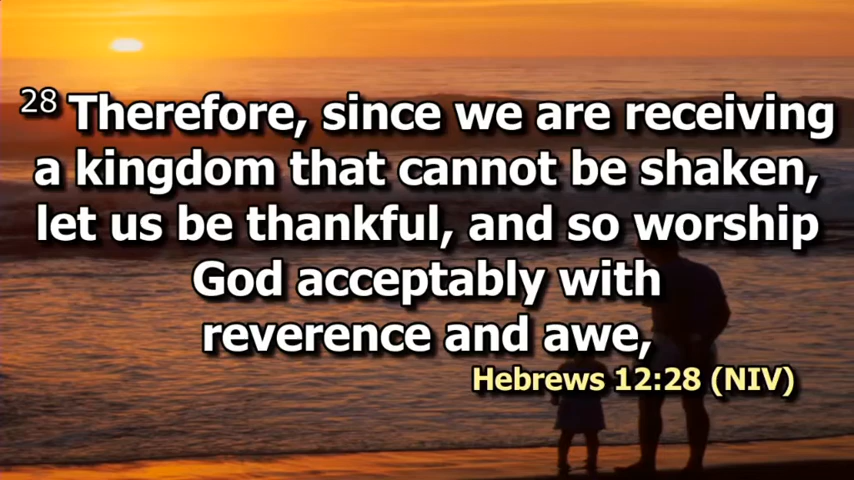 28 Therefore, since we are receiving
a kingdom that cannot be shaken,
let us be thankful, and so worship
God acceptably with
reverence and awe,
Hebrews 12:28 (NIV)